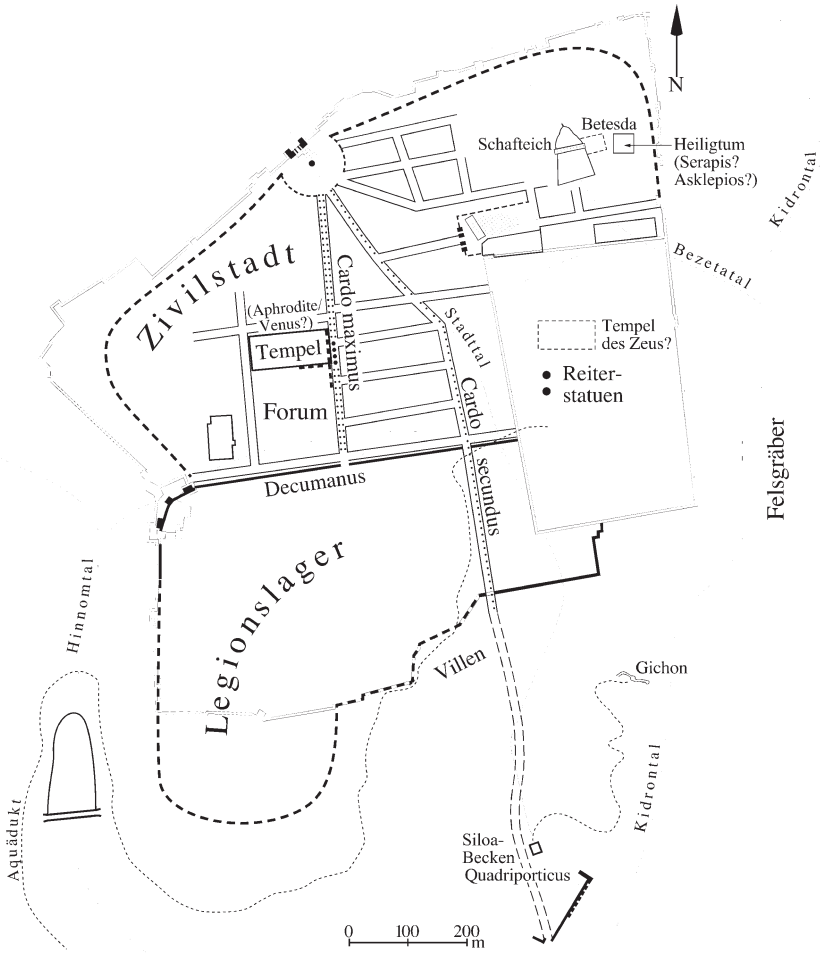 N
Betesda
Schafteich
Heiligtum
(Serapis?
Asklepios?)
Kidrontal
Bezetatal
Zivilstadt
Cardo maximus
(Aphrodite/
Venus?)
Tempel
Forum
Stadttal
Cardo
secundus
Tempel
des Zeus?
Reiter-
statuen
Felsgräber
Decumanus
Legionslager
Hinnomtal
Villen
Gichon
Kidrontal
Aquädukt
Siloa-
Becken
Quadriporticus
0 100 200
m